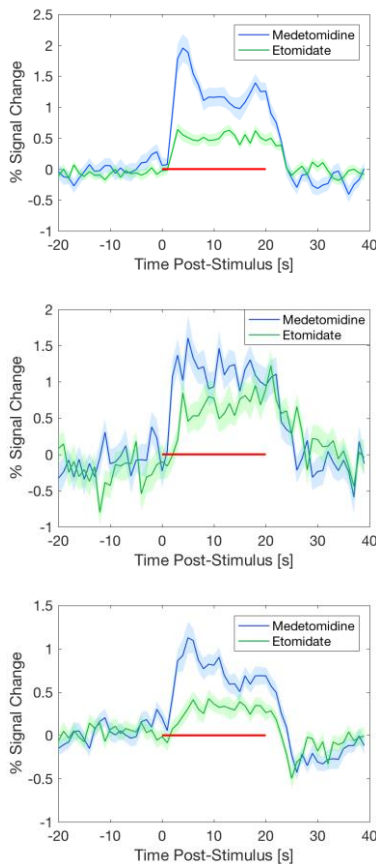 2.5
2
1.5
1
0.5
0
-0.5
-1
% Signal Change
Medetomidine
Etomidate
-20 -10 0 10 20 30 40
Time Post-Stimulus [s]
2
1.5
1
0.5
0
-0.5
-1
% Signal Change
Medetomidine
Etomidate
-20 -10 0 10 20 30 40
Time Post-Stimulus [s]
1.5
1
0.5
0
-0.5
-1
% Signal Change
Medetomidine
Etomidate
-20 -10 0 10 20 30 40
Time Post-Stimulus [s]